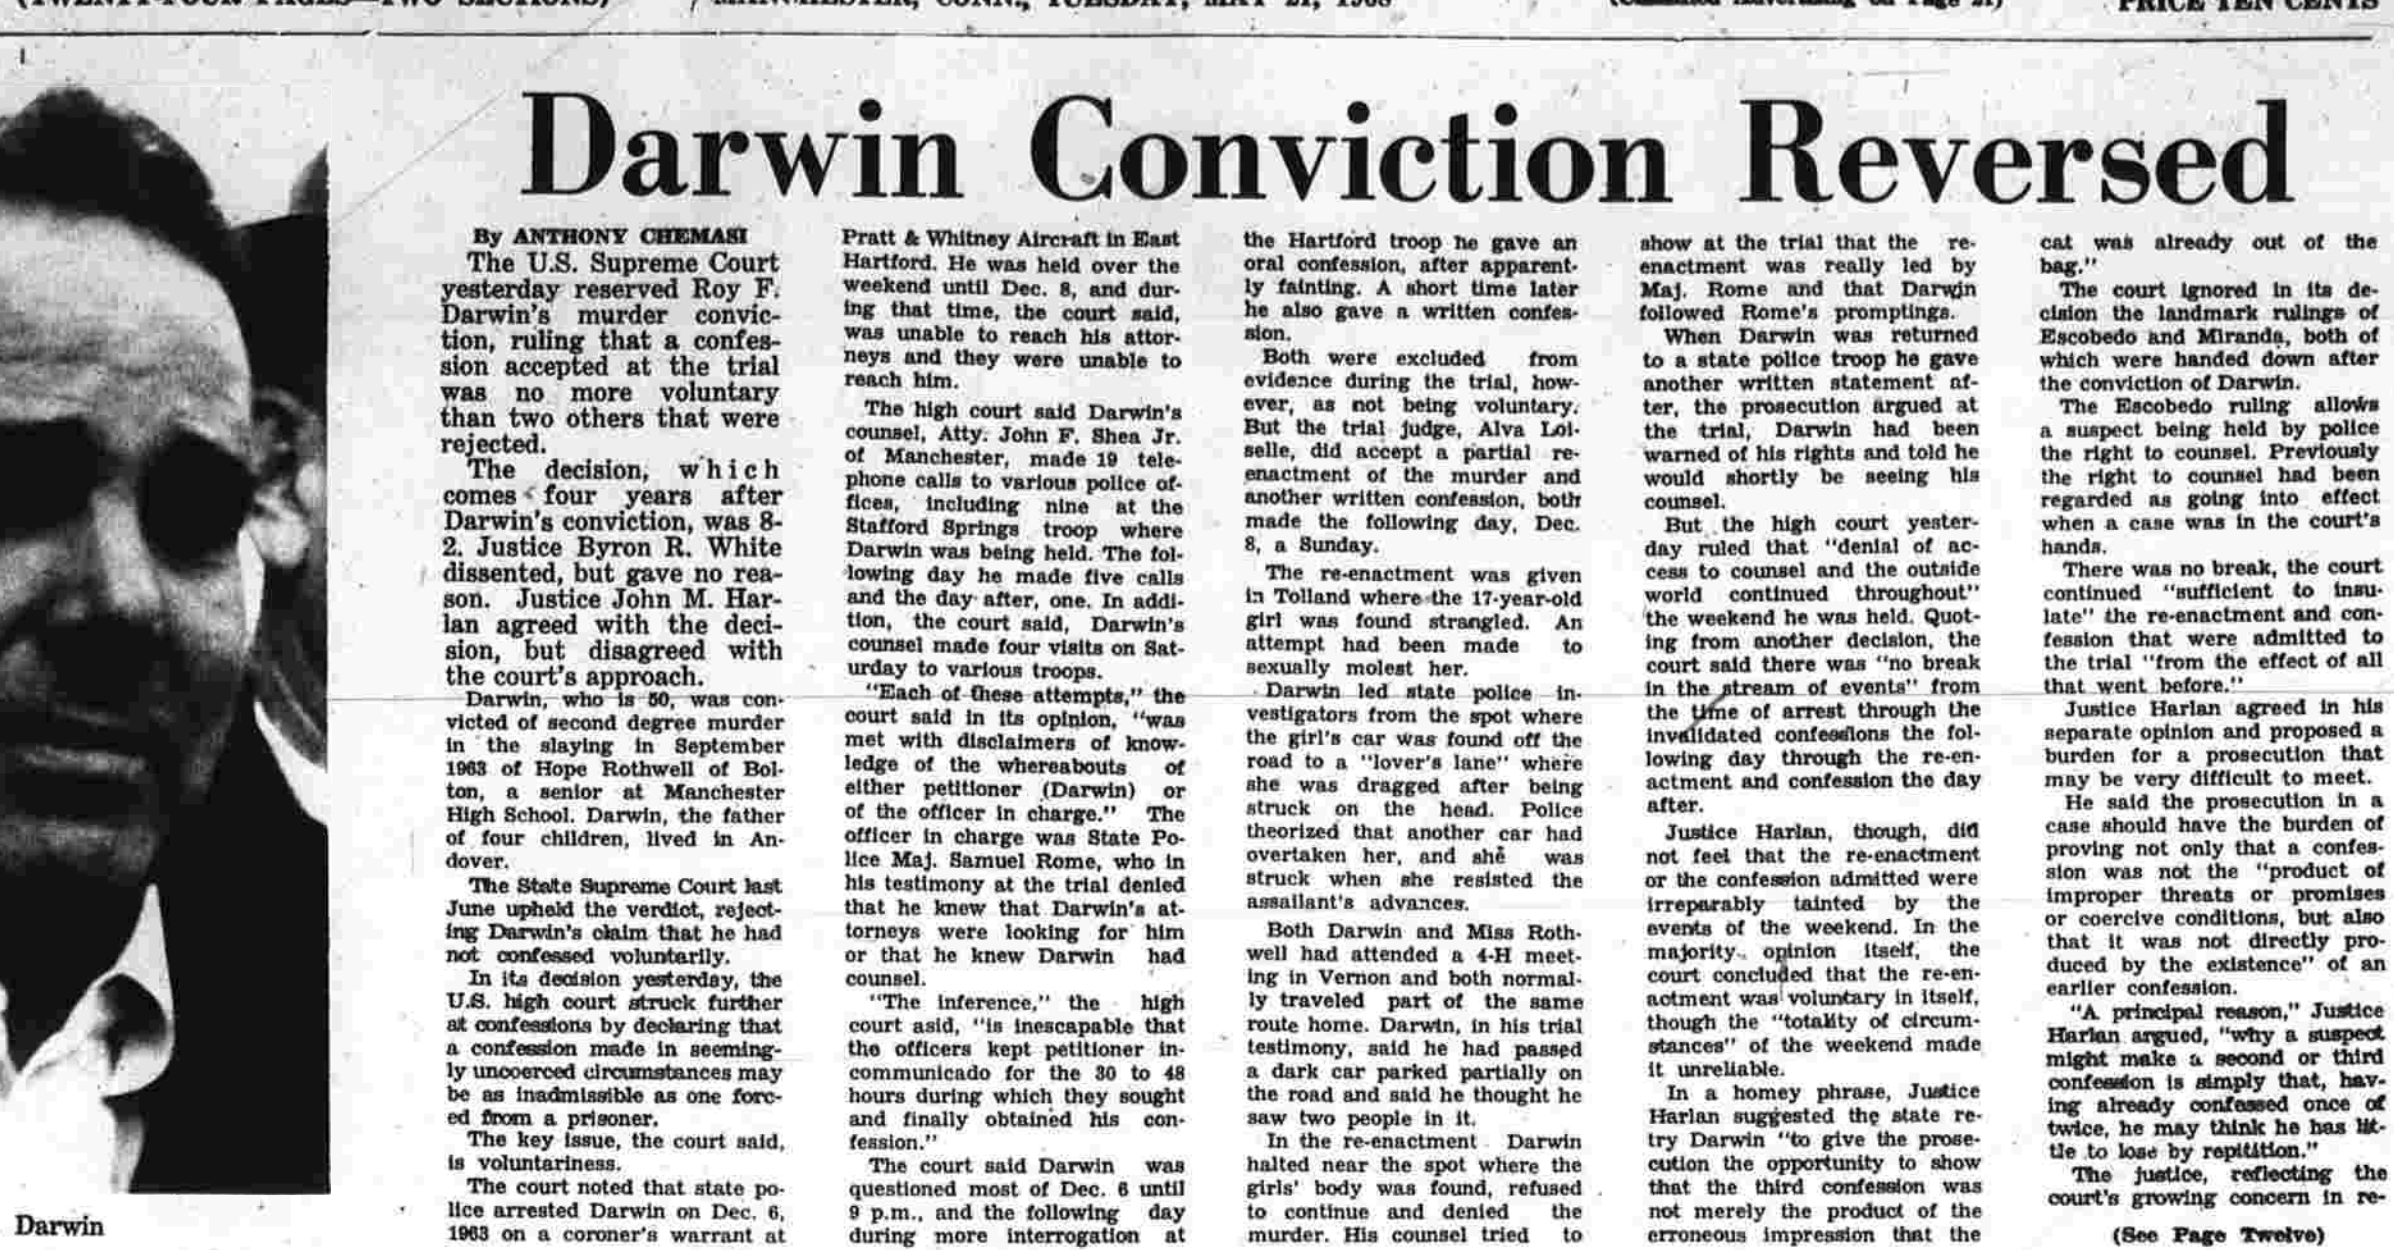 (TWENTY-FOUR PAGES—TWO SECTIONS)
MANCHESTER, CONN., TUESDAY, MAY 21, 1968
(Classified Advertising on Page 21)
PRICE TEN CENTS
Darwin
Darwin Conviction Reversed
By ANTHONY CHEMASI
The U.S. Supreme Court
yesterday reserved Roy F.
Darwin's murder convic-
tion, ruling that a confes-
sion accepted at the trial
was no more voluntary
than two others that were
rejected.
The decision, which
comes four years after
Darwin's conviction, was 8-
2. Justice Byron R. White
dissented, but gave no rea-
son. Justice John M. Har-
lan agreed with the deci-
sion, but disagreed with
the court's approach.
Darwin, who is 50, was con-
victed of second degree murder
in the slaying in September
1963 of Hope Rothwell of Bol-
ton, a senior at Manchester
High School. Darwin, the father
of four children, lived in An-
dover.
The State Supreme Court last
June upheld the verdict, reject-
ing Darwin's claim that he had
not confessed voluntarily.
In its decision yesterday, the
U.S. high court struck further
at confessions by declaring that
a confession made in seeming-
ly uncoerced circumstances may
be as inadmissible as one forc-
ed from a prisoner.
The key issue, the court said,
is voluntariness.
The court noted that state po-
lice arrested Darwin on Dec. 6,
1963 on a coroner's warrant at
Pratt & Whitney Aircraft in East
Hartford. He was held over the
weekend until Dec. 8, and dur-
ing that time, the court said,
was unable to reach his attor-
neys and they were unable to
reach him.
The high court said Darwin's
counsel, Atty. John F. Shea Jr.
of Manchester, made 19 tele-
phone calls to various police of-
fices, including nine at the
Stafford Springs troop where
Darwin was being held. The fol-
lowing day he made five calls
and the day after, one. In addi-
tion, the court said, Darwin's
counsel made four visits on Sat-
urday to various troops.
"Each of these attempts," the
court said in its opinion, "was
met with disclaimers of know-
ledge of the whereabouts of
either petitioner (Darwin) or
of the officer in charge." The
officer in charge was State Po-
lice Maj. Samuel Rome, who in
his testimony at the trial denied
that he knew that Darwin's at-
torneys were looking for him
or that he knew Darwin had
counsel.
"The inference," the high
court asid, "is inescapable that
the officers kept petitioner in-
communicado for the 30 to 48
hours during which they sought
and finally obtained his con-
fession."
The court said Darwin was
questioned most of Dec. 6 until
9 p.m., and the following day
during more interrogation at
the Hartford troop he gave an
oral confession, after apparent-
ly fainting. A short time later
he also gave a written confes-
sion.
Both were excluded from
evidence during the trial, how-
ever, as not being voluntary.
But the trial judge, Alva Loi-
selle, did accept a partial re-
enactment of the murder and
another written confession, both
made the following day, Dec.
8, a Sunday.
The re-enactment was given
in Tolland where the 17-year-old
girl was found strangled. An
attempt had been made to
sexually molest her.
Darwin led state police in-
vestigators from the spot where
the girl's car was found off the
road to a "lover's lane" where
she was dragged after being
struck on the head. Police
theorized that another car had
overtaken her, and she was
struck when she resisted the
assailant's advances.
Both Darwin and Miss Roth-
well had attended a 4-H meet-
ing in Vernon and both normal-
ly traveled part of the same
route home. Darwin, in his trial
testimony, said he had passed
a dark car parked partially on
the road and said he thought he
saw two people in it.
In the re-enactment Darwin
halted near the spot where the
girls' body was found, refused
to continue and denied the
murder. His counsel tried to
show at the trial that the re-
enactment was really led by
Maj. Rome and that Darwin
followed Rome's promptings.
When Darwin was returned
to a state police troop he gave
another written statement af-
ter, the prosecution argued at
the trial, Darwin had been
warned of his rights and told he
would shortly be seeing his
counsel.
But the high court yester-
day ruled that "denial of ac-
cess to counsel and the outside
world continued throughout"
the weekend he was held. Quot-
ing from another decision, the
court said there was "no break
in the stream of events" from
the time of arrest through the
invalidated confessions the fol-
lowing day through the re-en-
actment and confession the day
after.
Justice Harlan, though, did
not feel that the re-enactment
or the confession admitted were
irreparably tainted by the
events of the weekend. In the
majority opinion itself, the
court concluded that the re-en-
actment was voluntary in itself,
though the "totality of circum-
stances" of the weekend made
it unreliable.
In a homey phrase, Justice
Harlan suggested the state re-
try Darwin "to give the prose-
cution the opportunity to show
that the third confession was
not merely the product of the
erroneous impression that the
cat was already out of the
bag."
The court ignored in its de-
cision the landmark rulings of
Escobedo and Miranda, both of
which were handed down after
the conviction of Darwin.
The Escobedo ruling allows
a suspect being held by police
the right to counsel. Previously
the right to counsel had been
regarded as going into effect
when a case was in the court's
hands.
There was no break, the court
continued "sufficient to insu-
late" the re-enactment and con-
fession that were admitted to
the trial "from the effect of all
that went before."
Justice Harlan agreed in his
separate opinion and proposed a
burden for a prosecution that
may be very difficult to meet.
He said the prosecution in a
case should have the burden of
proving not only that a confes-
sion was not the "product of
improper threats or promises
or coercive conditions, but also
that it was not directly pro-
duced by the existence" of an
earlier confession.
"A principal reason," Justice
Harlan argued, "why a suspect
might make a second or third
confession is simply that, hav-
ing already confessed once of
twice, he may think he has lit-
tle to lose by repitition."
The justice, reflecting the
court's growing concern in re-
(See Page Twelve)